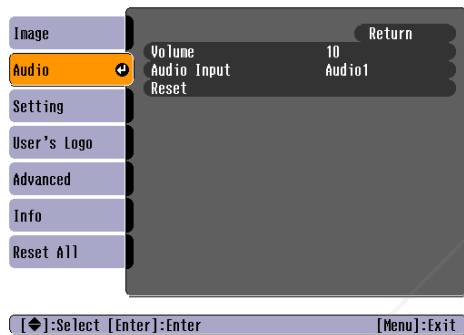 Image
Audio
Setting
User's Logo
Advanced
Info
Reset All
Return
Volume 10
Audio Input Audio1
Reset
[◆]:Select [Enter]:Enter [Menu]:Exit